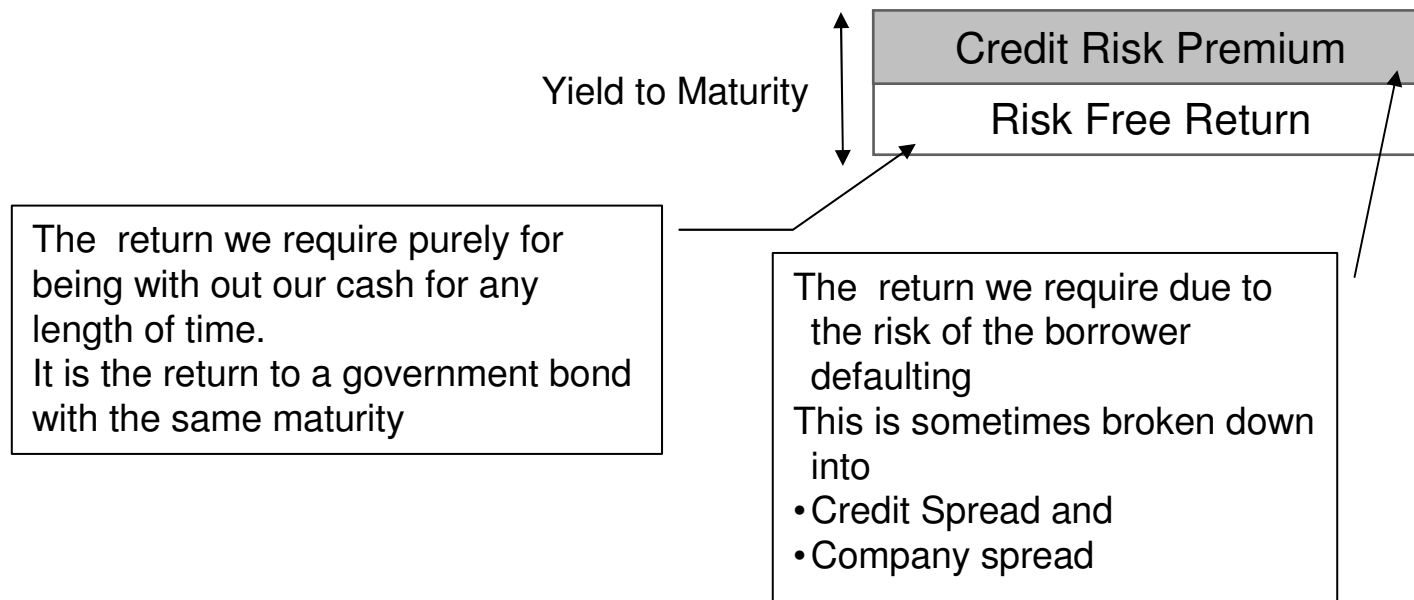 Credit Risk Premium
Yield to Maturity
Risk Free Return
The return we require purely for
being with out our cash for any
length of time.
It is the return to a government bond
with the same maturity
The return we require due to
the risk of the borrower
defaulting
This is sometimes broken down
into
•Credit Spread and
•Company spread